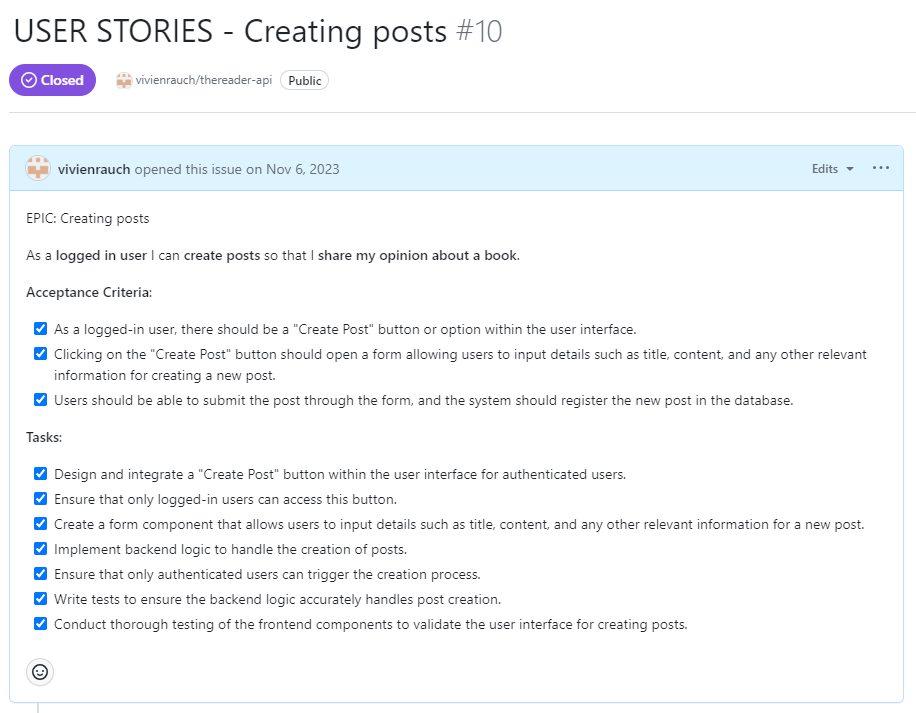 USER STORIES - Creating posts #10
Closed vivienrauch/thereader-api Public
vivienrauch opened this issue on Nov 6, 2023 Edits
EPIC: Creating posts
As a logged in user I can create posts so that I share my opinion about a book.
Acceptance Criteria:
As a logged-in user, there should be a "Create Post" button or option within the user interface.
Clicking on the "Create Post" button should open a form allowing users to input details such as title, content, and any other relevant
information for creating a new post.
Users should be able to submit the post through the form, and the system should register the new post in the database.
Tasks:
Design and integrate a "Create Post" button within the user interface for authenticated users.
Ensure that only logged-in users can access this button.
Create a form component that allows users to input details such as title, content, and any other relevant information for a new post.
Implement backend logic to handle the creation of posts.
Ensure that only authenticated users can trigger the creation process.
Write tests to ensure the backend logic accurately handles post creation.
Conduct thorough testing of the frontend components to validate the user interface for creating posts.